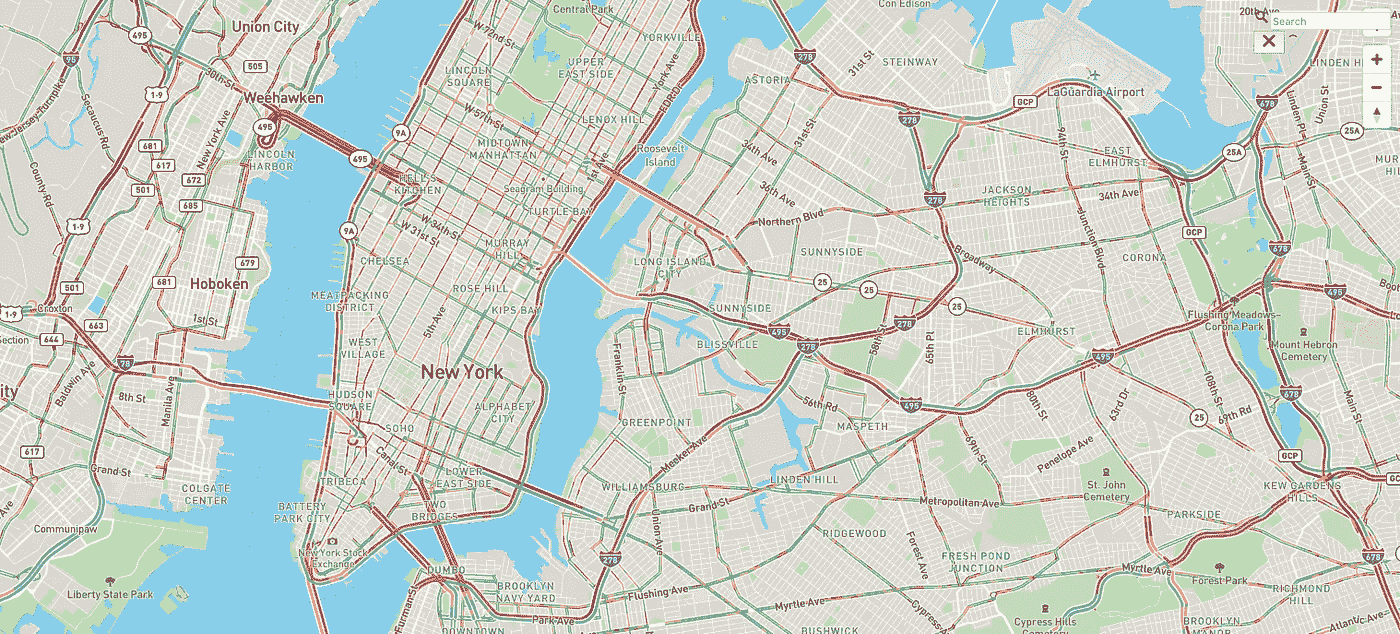 Union City
Weehawken
LINCOLN
HARBOR
Hoboken
New Jersey Turnpike
Secaucus Rd
County Rd
30th St
New York Ave
495
95
1-9
505
681
617
501
672
685
679
1-9
501
681
663
644
1-9
Croxton
1st St
78
Baldwin Ave
8th St
Manila Ave
617
Grand St
COLGATE
CENTER
Communipaw
Liberty State Park
Central Park
W 72nd St
YORKVILLE
UPPER
EAST SIDE
LINCOLN
SQUARE
York Ave
FDR Dr
W 57th St
LENOX HILL
9A
495
495
MIDTOWN
MANHATTAN
HELL'S
KITCHEN
Seagram Building
1st Ave
TURTLE BAY
W 34th St
W 31st St
9A
MURRAY
HILL
CHELSEA
ROSE HILL
KIPS BAY
MEATPACKING
DISTRICT
5th Ave
WEST
VILLAGE
New York
HUDSON
SQUARE
ALPHABET
CITY
SOHO
Canal St
TRIBECA
LOWER
EAST SIDE
BATTERY
PARK CITY
TWO
BRIDGES
New York Stock
Exchange
DUMBO
Furman St
BROOKLYN
NAVY YARD
DOWNTOWN
Park Ave
Flushing Ave
Con Edison
278
31st St
STEINWAY
ASTORIA
Roosevelt
Island
34th Ave
31st St
36th Ave
Northern Blvd
278
278
GCP
LaGuardia Airport
94th St
EAST
ELMHURST
JACKSON
HEIGHTS
34th Ave
Junction Blvd
CORONA
Broadway
LONG ISLAND
CITY
SUNNYSIDE
25
25
25
SUNNYSIDE
495
278
278
BLISSVILLE
58th St
65th Pl
ELMHURST
495
Franklin St
GREENPOINT
56th Rd
MASPETH
495
Meeker Ave
WILLIAMSBURG
Grand St
LINDEN HILL
Union Ave
278
69th St
80th St
63rd Dr
Penelope Ave
St. John
Cemetery
Metropolitan Ave
RIDGEWOOD
Forest Ave
FRESH POND
JUNCTION
Myrtle Ave
BUSHWICK
Cypress
Cypress Hills
Cemetery
Myrtle Ave
PARKSIDE
Forest Park
RICHMOND
HILL
BROOKLYN
MANOR
Atlantic Ave
678
20th Ave
Search
LINDEN HI
678
Linden Pl
Union St
25A
25A
Main St
MUR
HIL
GCP
678
495
Flushing Meadows-
Corona Park
Mount Hebron
Cemetery
108th St
69th Rd
25
678
Main St
GCP
KEW GARDENS
HILLS